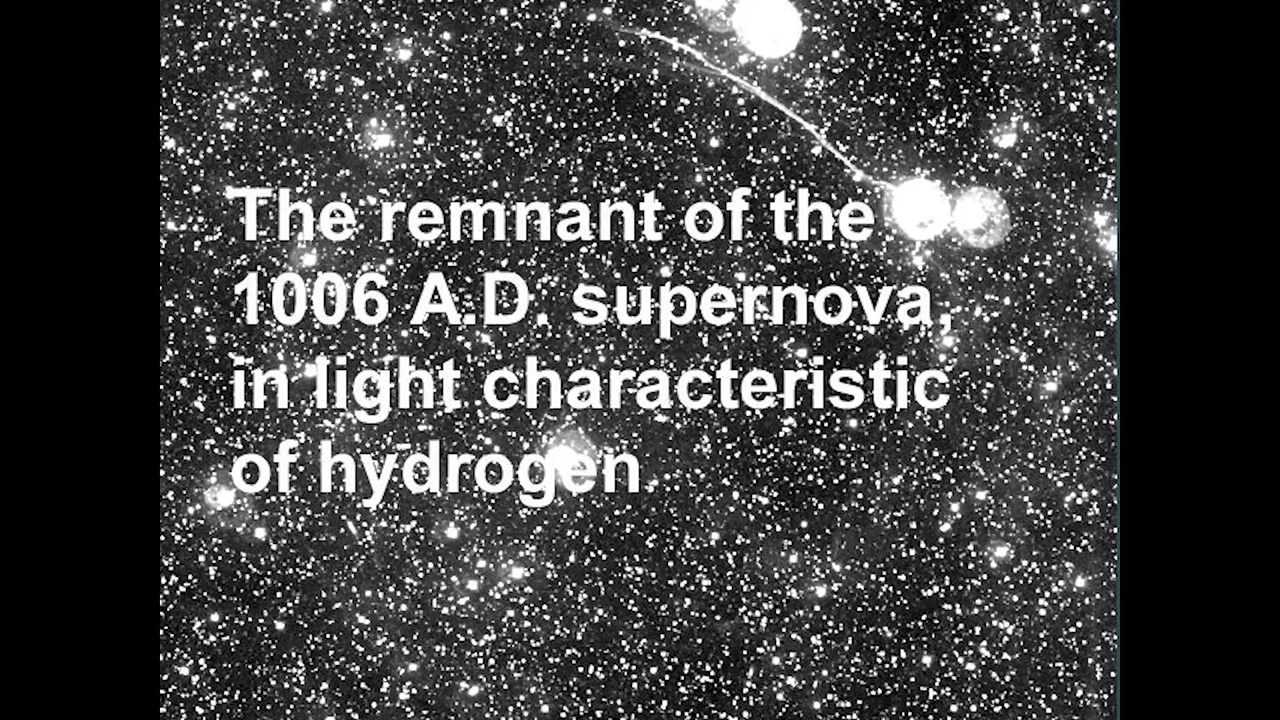 The remnant of the
1006 A.D. supernova,
in light characteristic
of hydrogen